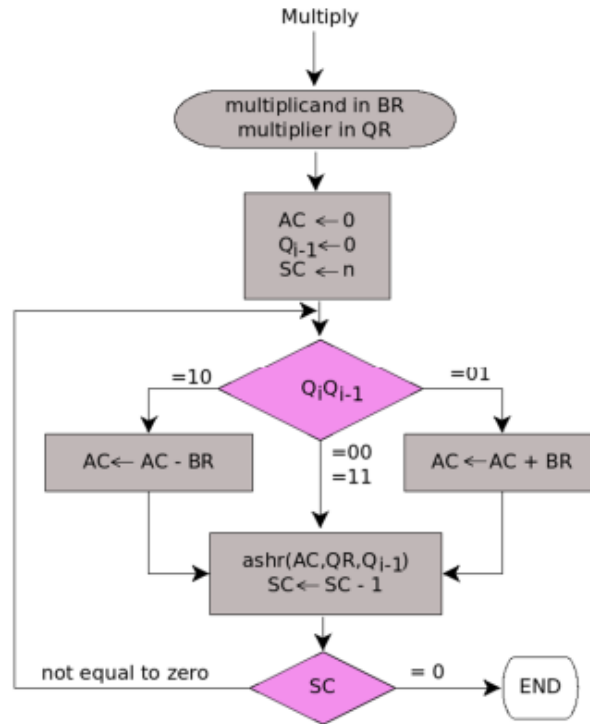 Multiply
multiplicand in BR
multiplier in QR
AC ← 0
Qi-1 ← 0
SC ← n
QiQi-1
=10
=01
=00
=11
AC← AC - BR
AC ←AC + BR
ashr(AC,QR,Qi-1)
SC← SC - 1
not equal to zero
SC
= 0
END